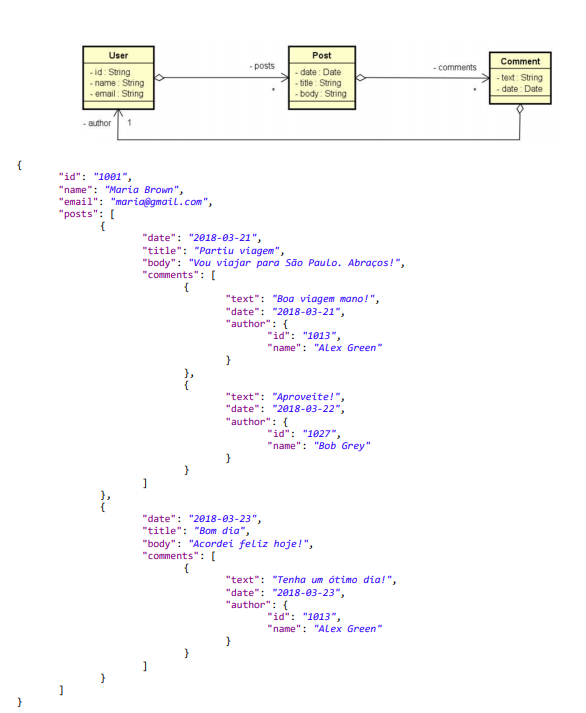 User
- id : String
- name : String
- email : String
- posts
*
Post
- date : Date
- title : String
- body : String
- comments
*
Comment
- text : String
- date : Date
- author
1
{
"id": "1001",
"name": "Maria Brown",
"email": "maria@gmail.com",
"posts": [
{
"date": "2018-03-21",
"title": "Partiu viagem",
"body": "Vou viajar para São Paulo. Abraços!",
"comments": [
{
"text": "Boa viagem mano!",
"date": "2018-03-21",
"author": {
"id": "1013",
"name": "Alex Green"
}
},
{
"text": "Aproveite!",
"date": "2018-03-22",
"author": {
"id": "1027",
"name": "Bob Grey"
}
}
]
},
{
"date": "2018-03-23",
"title": "Bom dia",
"body": "Acordei feliz hoje!",
"comments": [
{
"text": "Tenha um ótimo dia!",
"date": "2018-03-23",
"author": {
"id": "1013",
"name": "Alex Green"
}
}
]
}
]
}